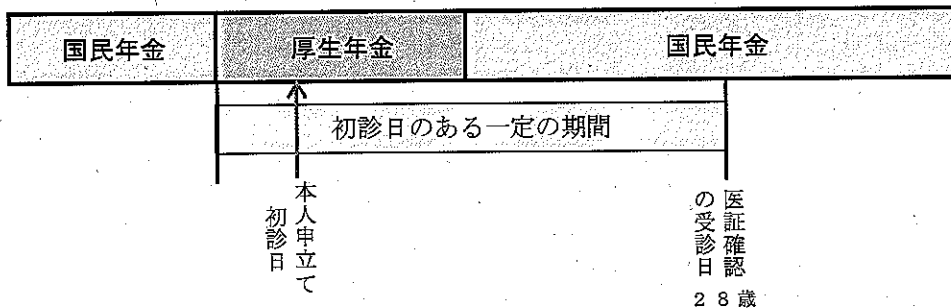 国民年金
厚生年金
国民年金
初診日のある一定の期間
本人申立て
初診日
医証確認
の受診日
28歳